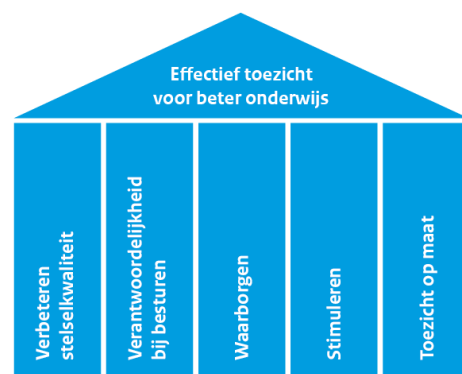 Effectief toezicht
voor beter onderwijs
Verbeteren
stelselkwaliteit
Verantwoordelijkheid
bij besturen
Waarborgen
Stimuleren
Toezicht op maat